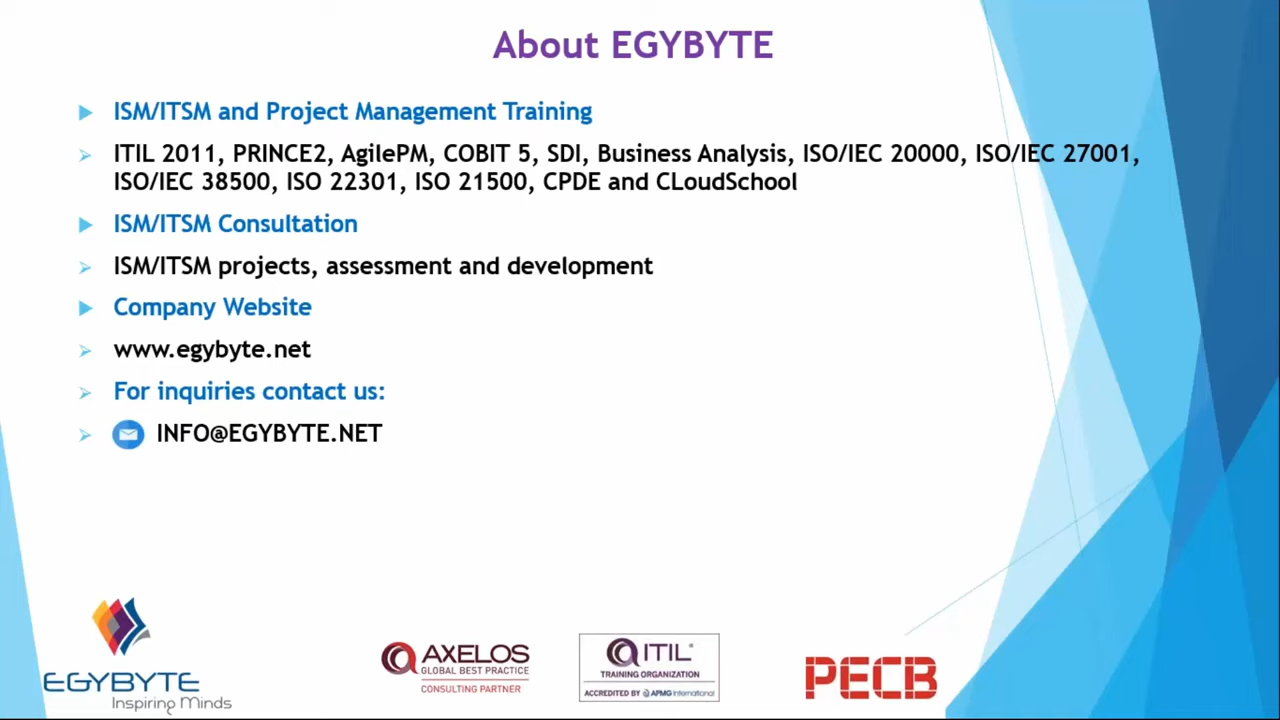 About EGYBYTE
ISM/ITSM and Project Management Training
ITIL 2011, PRINCE2, AgilePM, COBIT 5, SDI, Business Analysis, ISO/IEC 20000, ISO/IEC 27001,
ISO/IEC 38500, ISO 22301, ISO 21500, CPDE and CLoudSchool
ISM/ITSM Consultation
ISM/ITSM projects, assessment and development
Company Website
www.egybyte.net
For inquiries contact us:
INFO@EGYBYTE.NET
EGYBYTE
Inspiring Minds
AXELOS
GLOBAL BEST PRACTICE
CONSULTING PARTNER
ITIL®
TRAINING ORGANIZATION
ACCREDITED BY APMG International
PECB